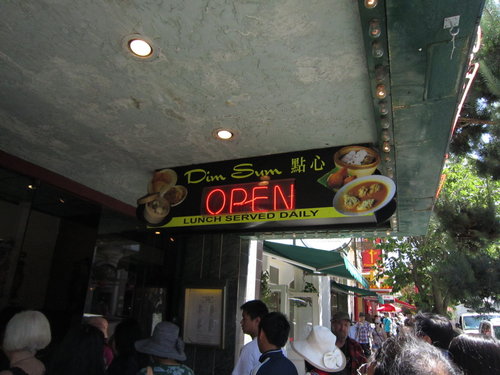 Dim Sum 點心
OPEN
LUNCH SERVED DAILY